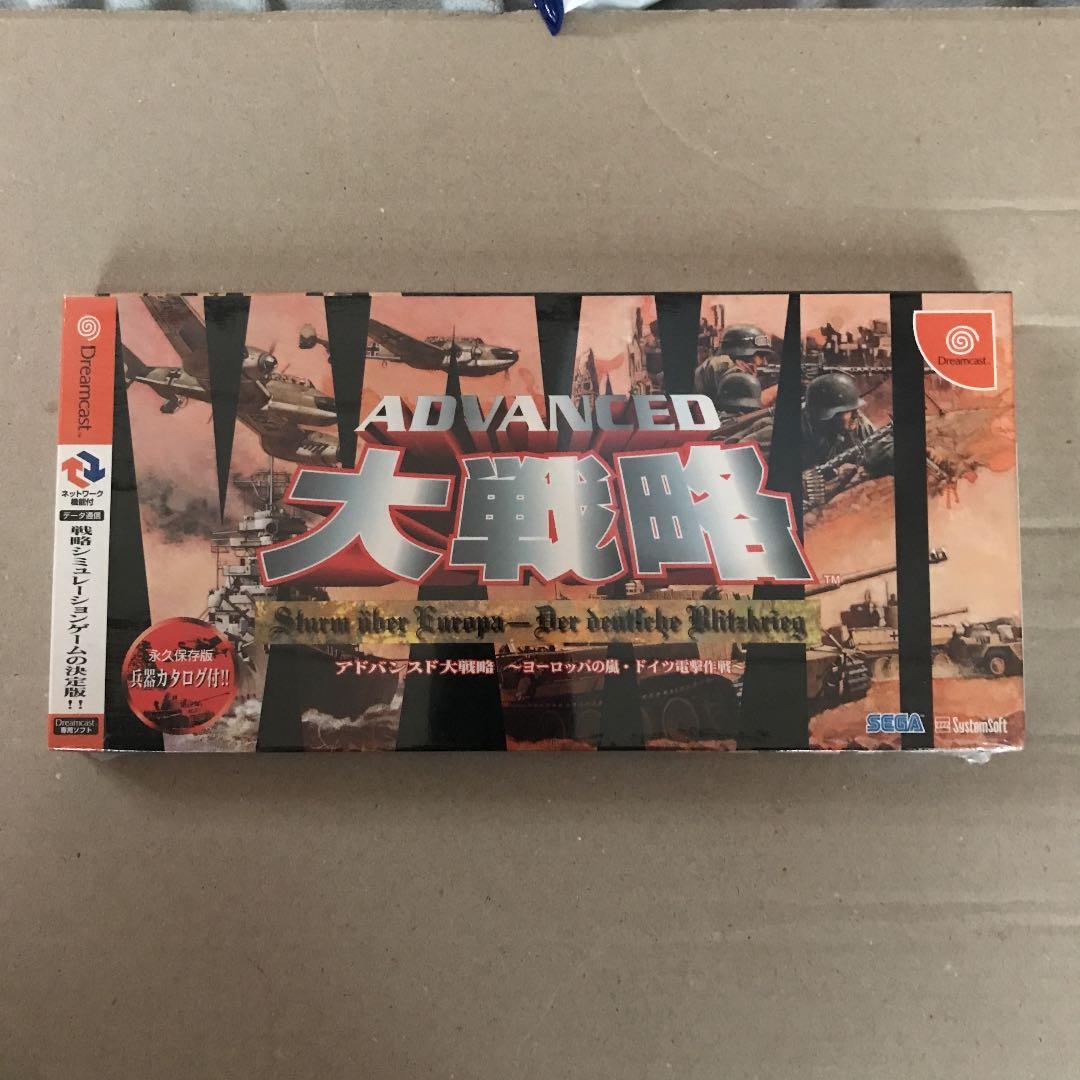 Dreamcast™
ネットワーク
機能付
データ通信
戦略シミュレーションゲームの決定版!!
Dreamcast
専用ソフト
Dreamcast
ADVANCED
大戦略™
Sturm über Europa—Der deutſche Blitzkrieg
アドバンスド大戦略 〜ヨーロッパの嵐・ドイツ電撃作戦〜
永久保存版
兵器カタログ付!!
SEGA
SystemSoft